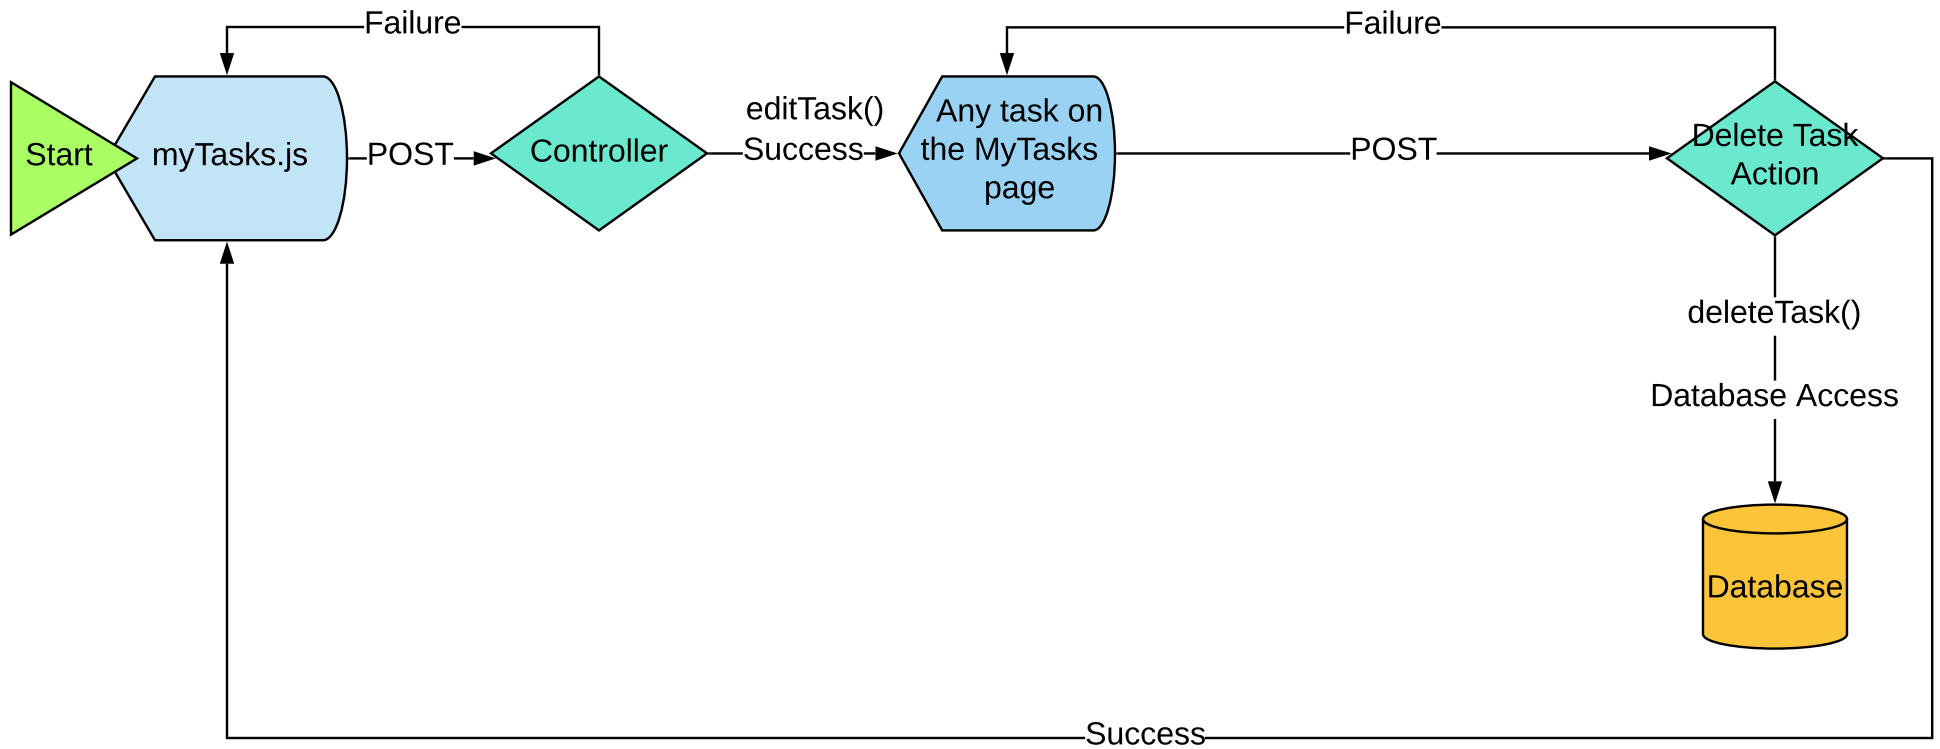 Failure
Failure
Start
myTasks.js
POST
Controller
editTask()
Success
Any task on
the MyTasks
page
POST
Delete Task
Action
deleteTask()
Database Access
Database
Success